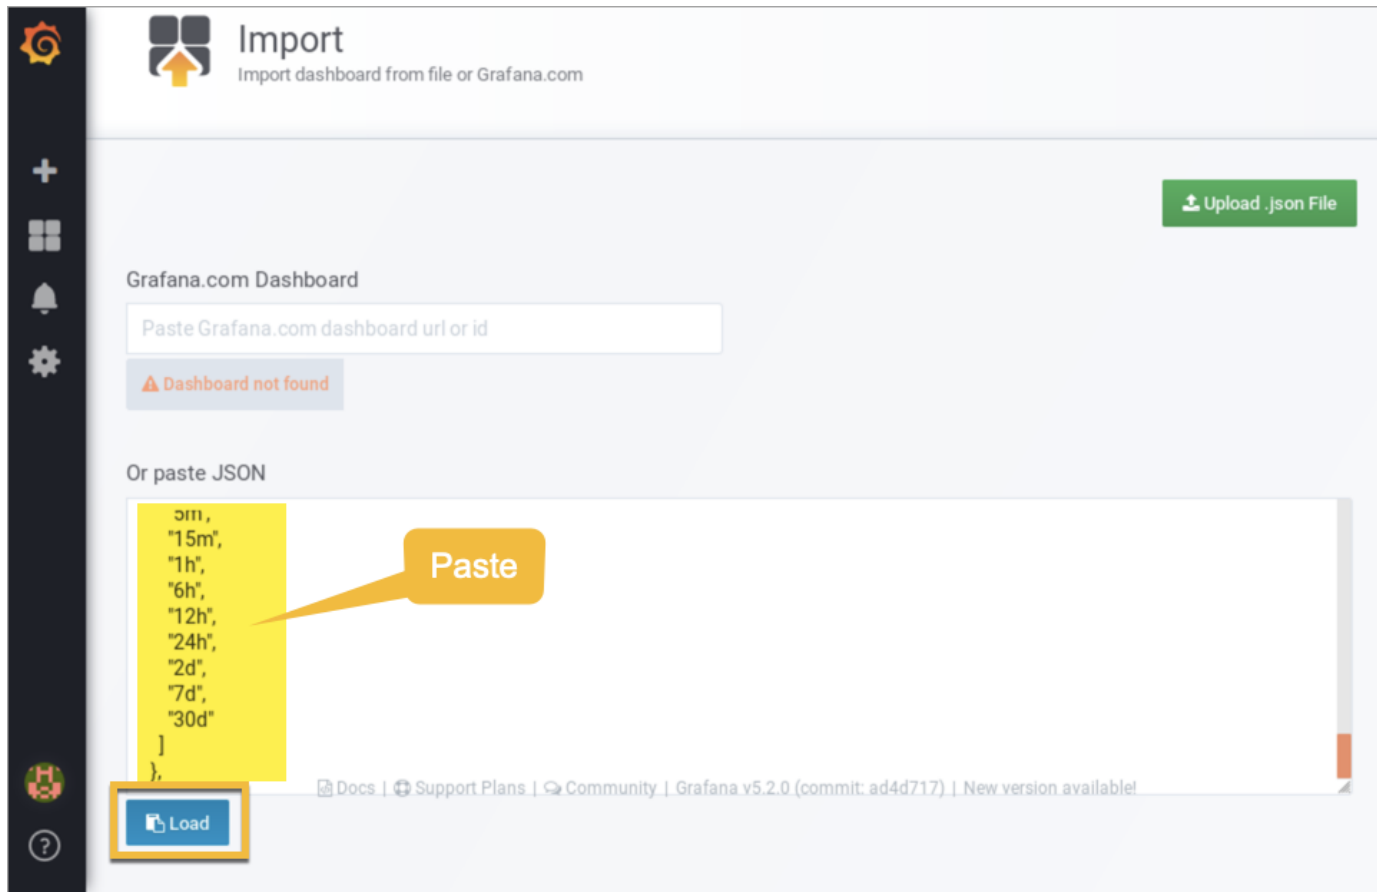 Import
Import dashboard from file or Grafana.com
Upload .json File
Grafana.com Dashboard
Paste Grafana.com dashboard url or id
Dashboard not found
Or paste JSON
5m",
"15m",
"1h",
"6h",
"12h",
"24h",
"2d",
"7d",
"30d"
]
},
Paste
Docs | Support Plans | Community | Grafana v5.2.0 (commit: ad4d717) | New version available!
Load